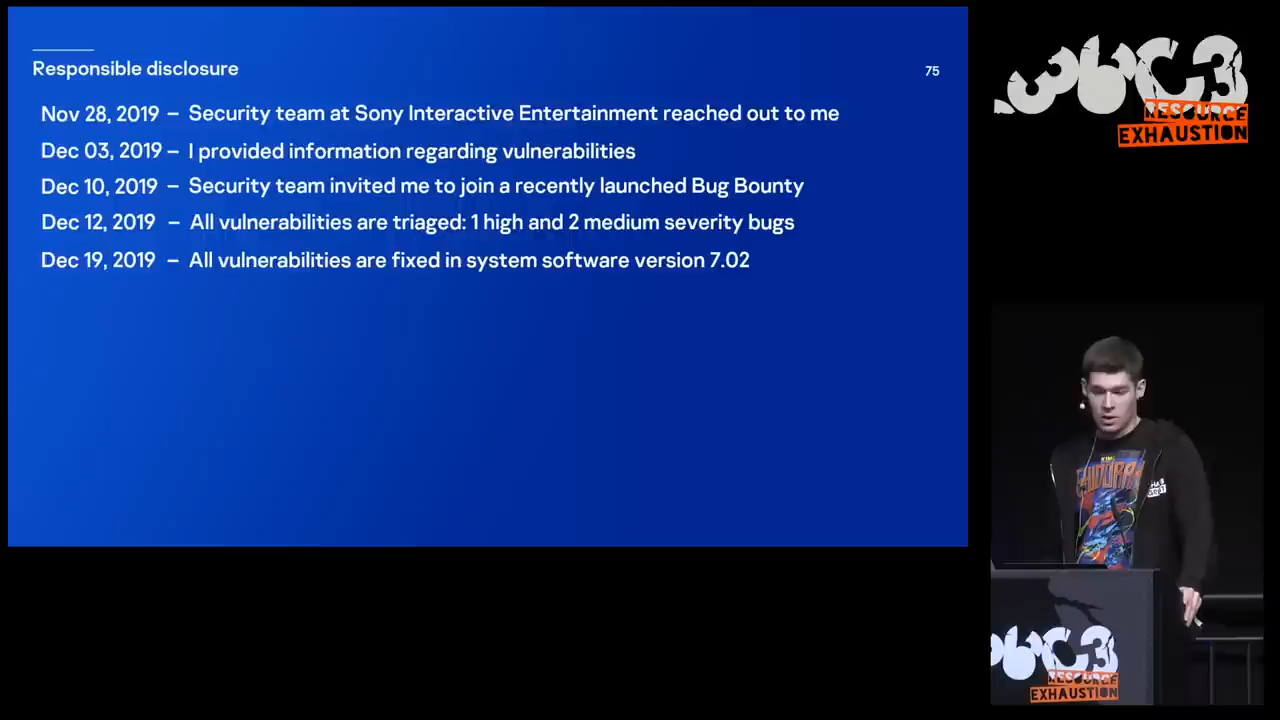 Responsible disclosure
75
Nov 28, 2019 – Security team at Sony Interactive Entertainment reached out to me
Dec 03, 2019 – I provided information regarding vulnerabilities
Dec 10, 2019 – Security team invited me to join a recently launched Bug Bounty
Dec 12, 2019 – All vulnerabilities are triaged: 1 high and 2 medium severity bugs
Dec 19, 2019 – All vulnerabilities are fixed in system software version 7.02
36C3
RESOURCE
EXHAUSTION
36C3
RESOURCE
EXHAUSTION